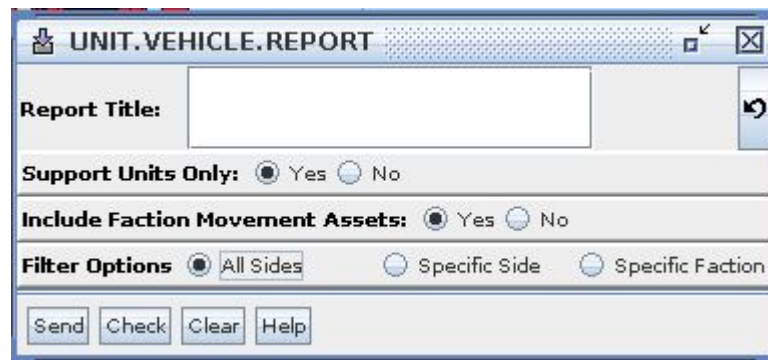 UNIT.VEHICLE.REPORT
Report Title:
Support Units Only: Yes No
Include Faction Movement Assets: Yes No
Filter Options All Sides Specific Side Specific Faction
Send Check Clear Help